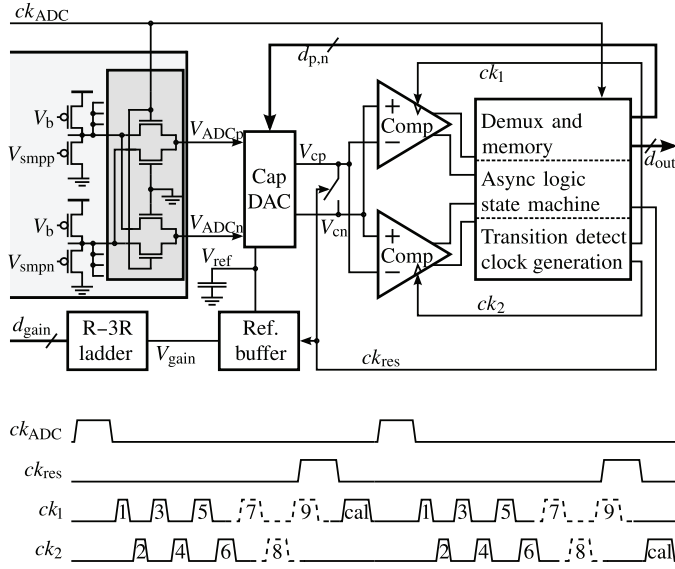 ckADC
dp,n
ck1
Vb
Vsmpp
VADCp
Cap
DAC
Vcp
Vcn
Comp
Demux and
memory
dout
Async logic
state machine
Vb
Vsmpn
VADCn
Vref
Comp
Transition detect
clock generation
ck2
dgain
R−3R
ladder
Vgain
Ref.
buffer
ckres
ckADC
ckres
ck1 1 3 5 7 9 cal 1 3 5 7 9
ck2 2 4 6 8 2 4 6 8 cal